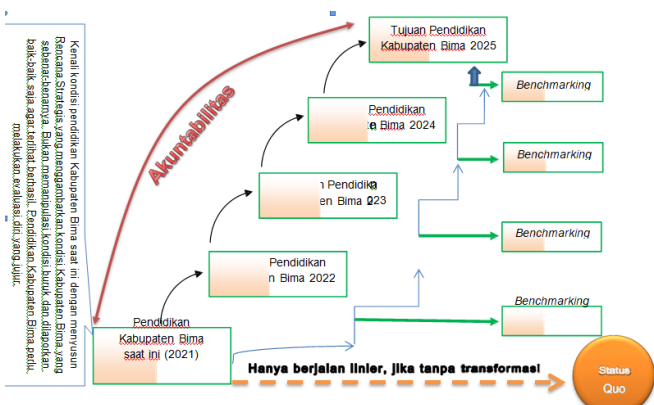 Tujuan Pendidikan
Kabupaten Bima 2025
Benchmarking
Pendidikan
Bima 2024
Benchmarking
Pendidik
en Bima 2023
Benchmarking
Pendidikan
n Bima 2022
Benchmarking
Pendidikan
Kabupaten Bima
saat ini (2021)
Akuntabilitas
Kenali kondisi pendidikan Kabupaten Bima saat ini dengan menyusun
Rencana Strategis yang menggambarkan kondisi Kabupaten Bima yang
sebenar-benarnya. Bukan memanipulasi kondisi buruk dan dilaporkan
baik-baik saja agar terlihat berhasil. Pendidikan Kabupaten Bima perlu
melakukan evaluasi diri yang jujur.
Hanya berjalan linier, jika tanpa transformasi
Status
Quo